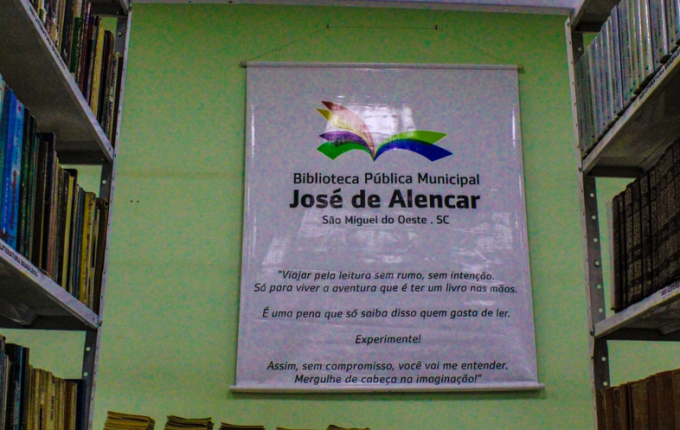 Biblioteca Pública Municipal
José de Alencar
São Miguel do Oeste . SC
"Viajar pela leitura sem rumo, sem intenção.
Só para viver a aventura que é ter um livro nas mãos.
É uma pena que só saiba disso quem gosta de ler.
Experimente!
Assim, sem compromisso, você vai me entender.
Mergulhe de cabeça na imaginação!"